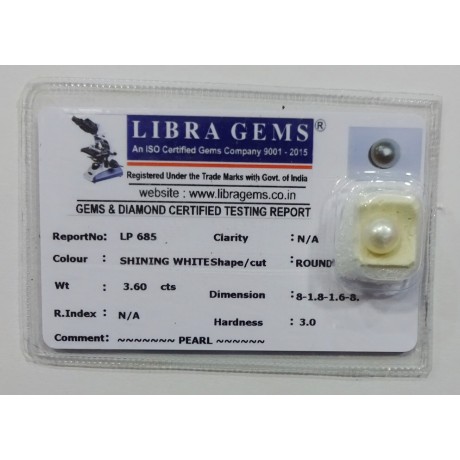 LIBRA GEMS®
An ISO Certified Gems Company 9001 - 2015
Registered Under the Trade Marks with Govt. of India
website : www.libragems.co.in
GEMS & DIAMOND CERTIFIED TESTING REPORT
ReportNo: LP 685 Clarity : N/A
Colour : SHINING WHITE Shape/cut : ROUND
Wt : 3.60 cts Dimension : 8-1.8-1.6-8.
R.Index : N/A Hardness : 3.0
Comment: ~~~~~~~ PEARL ~~~~~~